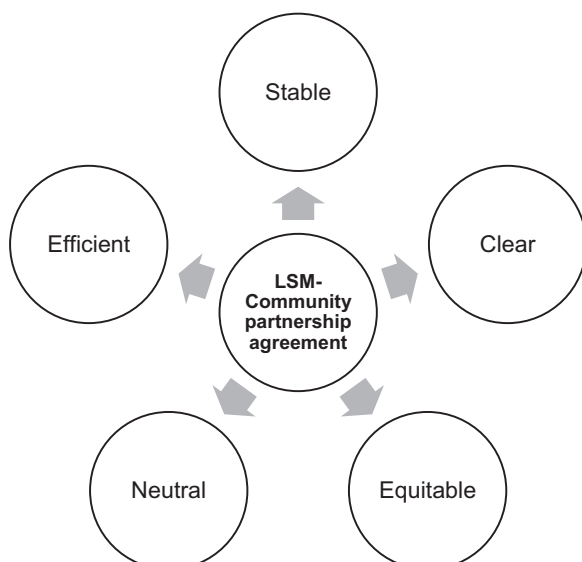 Stable
Efficient
Clear
LSM-
Community
partnership
agreement
Neutral
Equitable